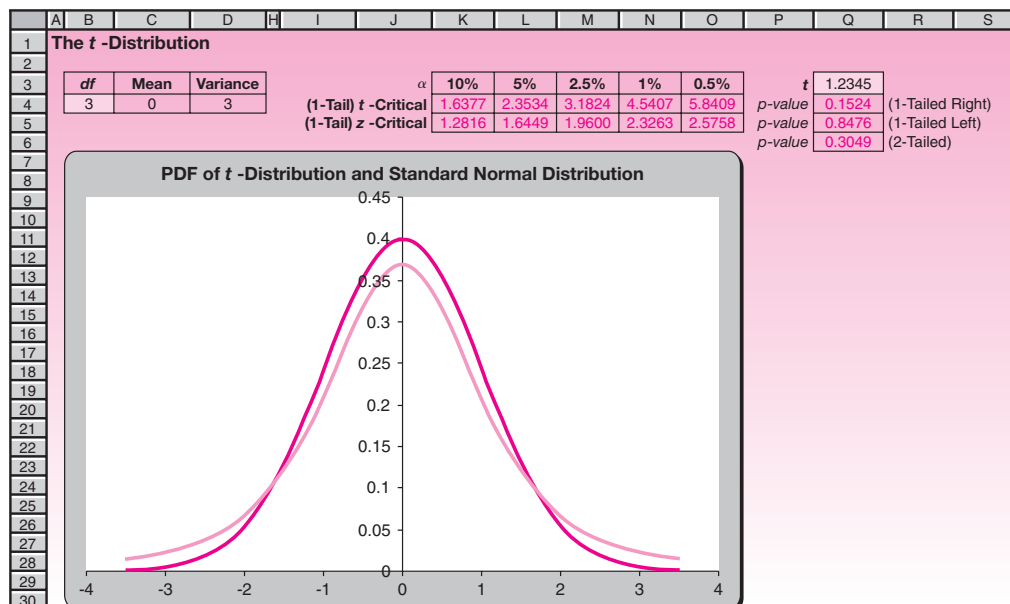 A B C D H I J K L M N O P Q R S
1 The t -Distribution
2
3 df Mean Variance α 10% 5% 2.5% 1% 0.5% t 1.2345
4 3 0 3 (1-Tail) t -Critical 1.6377 2.3534 3.1824 4.5407 5.8409 p-value 0.1524 (1-Tailed Right)
5 (1-Tail) z -Critical 1.2816 1.6449 1.9600 2.3263 2.5758 p-value 0.8476 (1-Tailed Left)
6 p-value 0.3049 (2-Tailed)
7
8 PDF of t -Distribution and Standard Normal Distribution
9 0.45
10
11 0.4
12
13 0.35
14
15 0.3
16
17 0.25
18
19
20 0.2
21
22 0.15
23
24 0.1
25
26 0.05
27
28 0
29 -4 -3 -2 -1 0 1 2 3 4
30